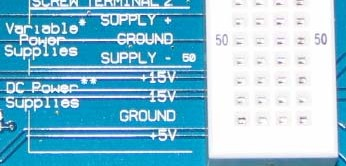 SCREW TERMINAL 2
Variable* SUPPLY +
Power GROUND
Supplies SUPPLY - 50
50 50
DC Power** +15V
Supplies 15V
GROUND
+5V